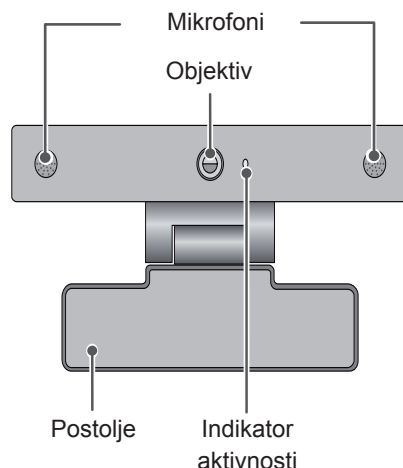 Mikrofoni
Objektiv
Postolje
Indikator
aktivnosti